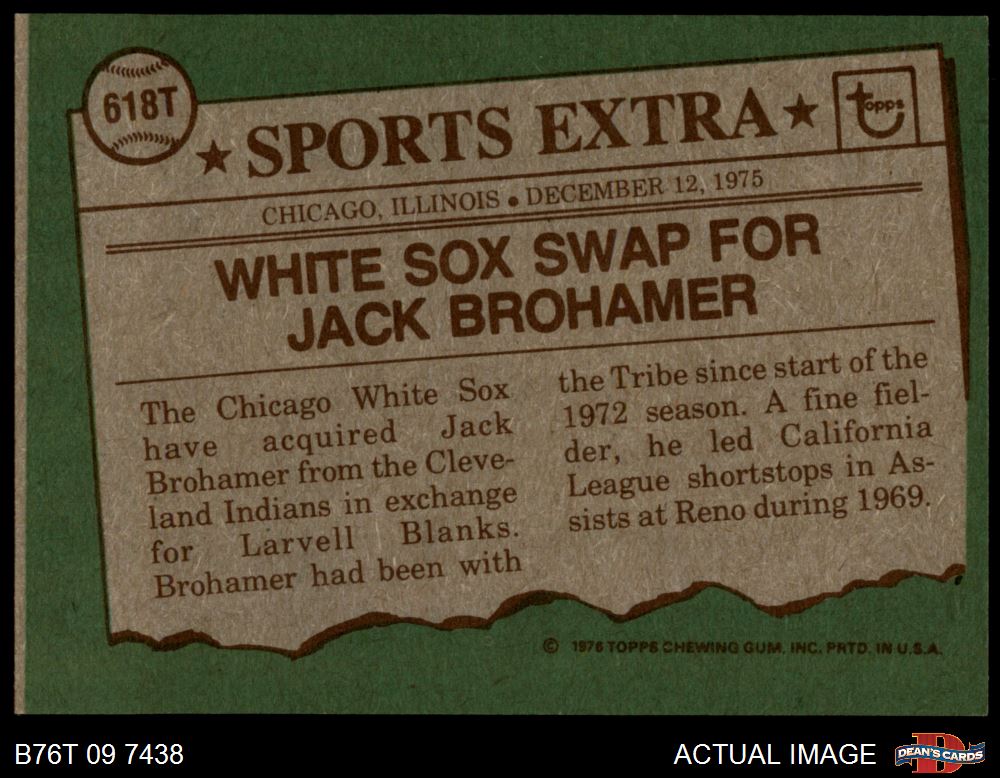 618T
★ SPORTS EXTRA ★
topps
CHICAGO, ILLINOIS ● DECEMBER 12, 1975
WHITE SOX SWAP FOR
JACK BROHAMER
The Chicago White Sox
have acquired Jack
Brohamer from the Cleve-
land Indians in exchange
for Larvell Blanks.
Brohamer had been with
the Tribe since start of the
1972 season. A fine fiel-
der, he led California
League shortstops in As-
sists at Reno during 1969.
© 1976 TOPPS CHEWING GUM, INC. PRTD. IN U.S.A.
B76T 09 7438
ACTUAL IMAGE
DEAN'S CARDS